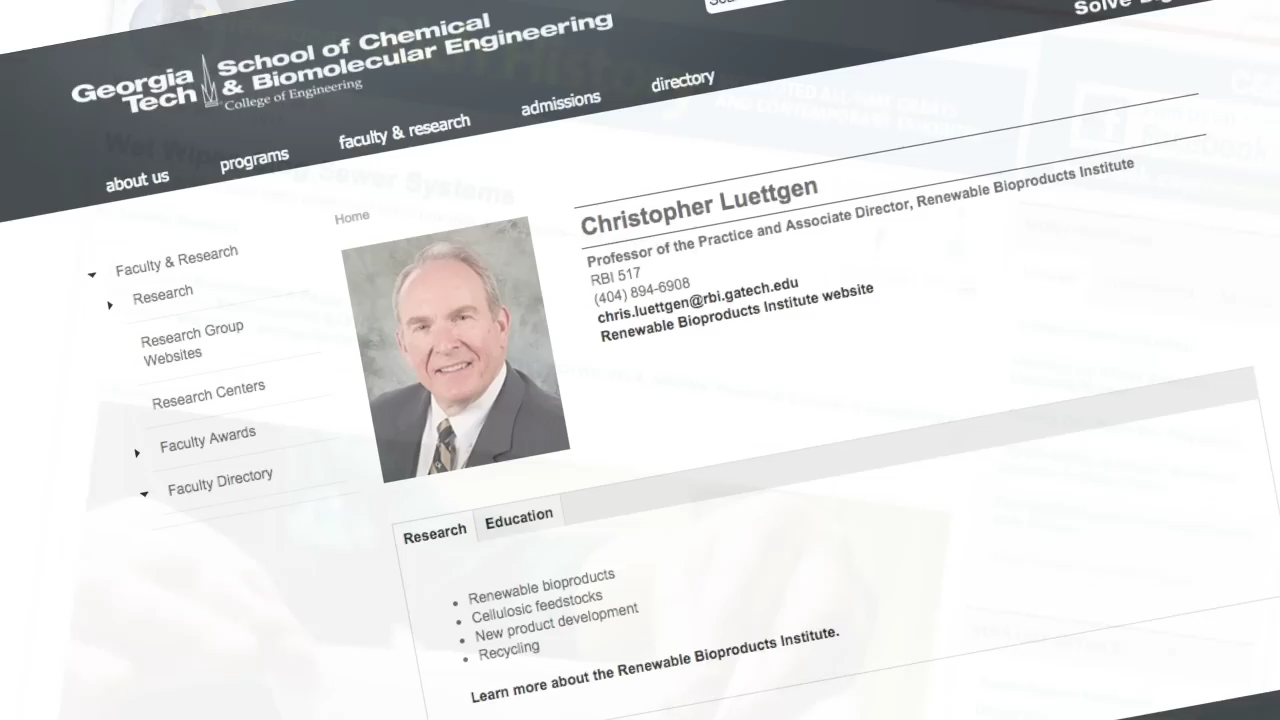 Solve
Georgia Tech
School of Chemical
& Biomolecular Engineering
College of Engineering
about us
programs
faculty & research
admissions
directory
Home
Faculty & Research
Research
Research Group
Websites
Research Centers
Faculty Awards
Faculty Directory
Christopher Luettgen
Professor of the Practice and Associate Director, Renewable Bioproducts Institute
RBI 517
(404) 894-6908
chris.luettgen@rbi.gatech.edu
Renewable Bioproducts Institute website
Research
Education
Renewable bioproducts
Cellulosic feedstocks
New product development
Recycling
Learn more about the Renewable Bioproducts Institute.
Sewer Systems